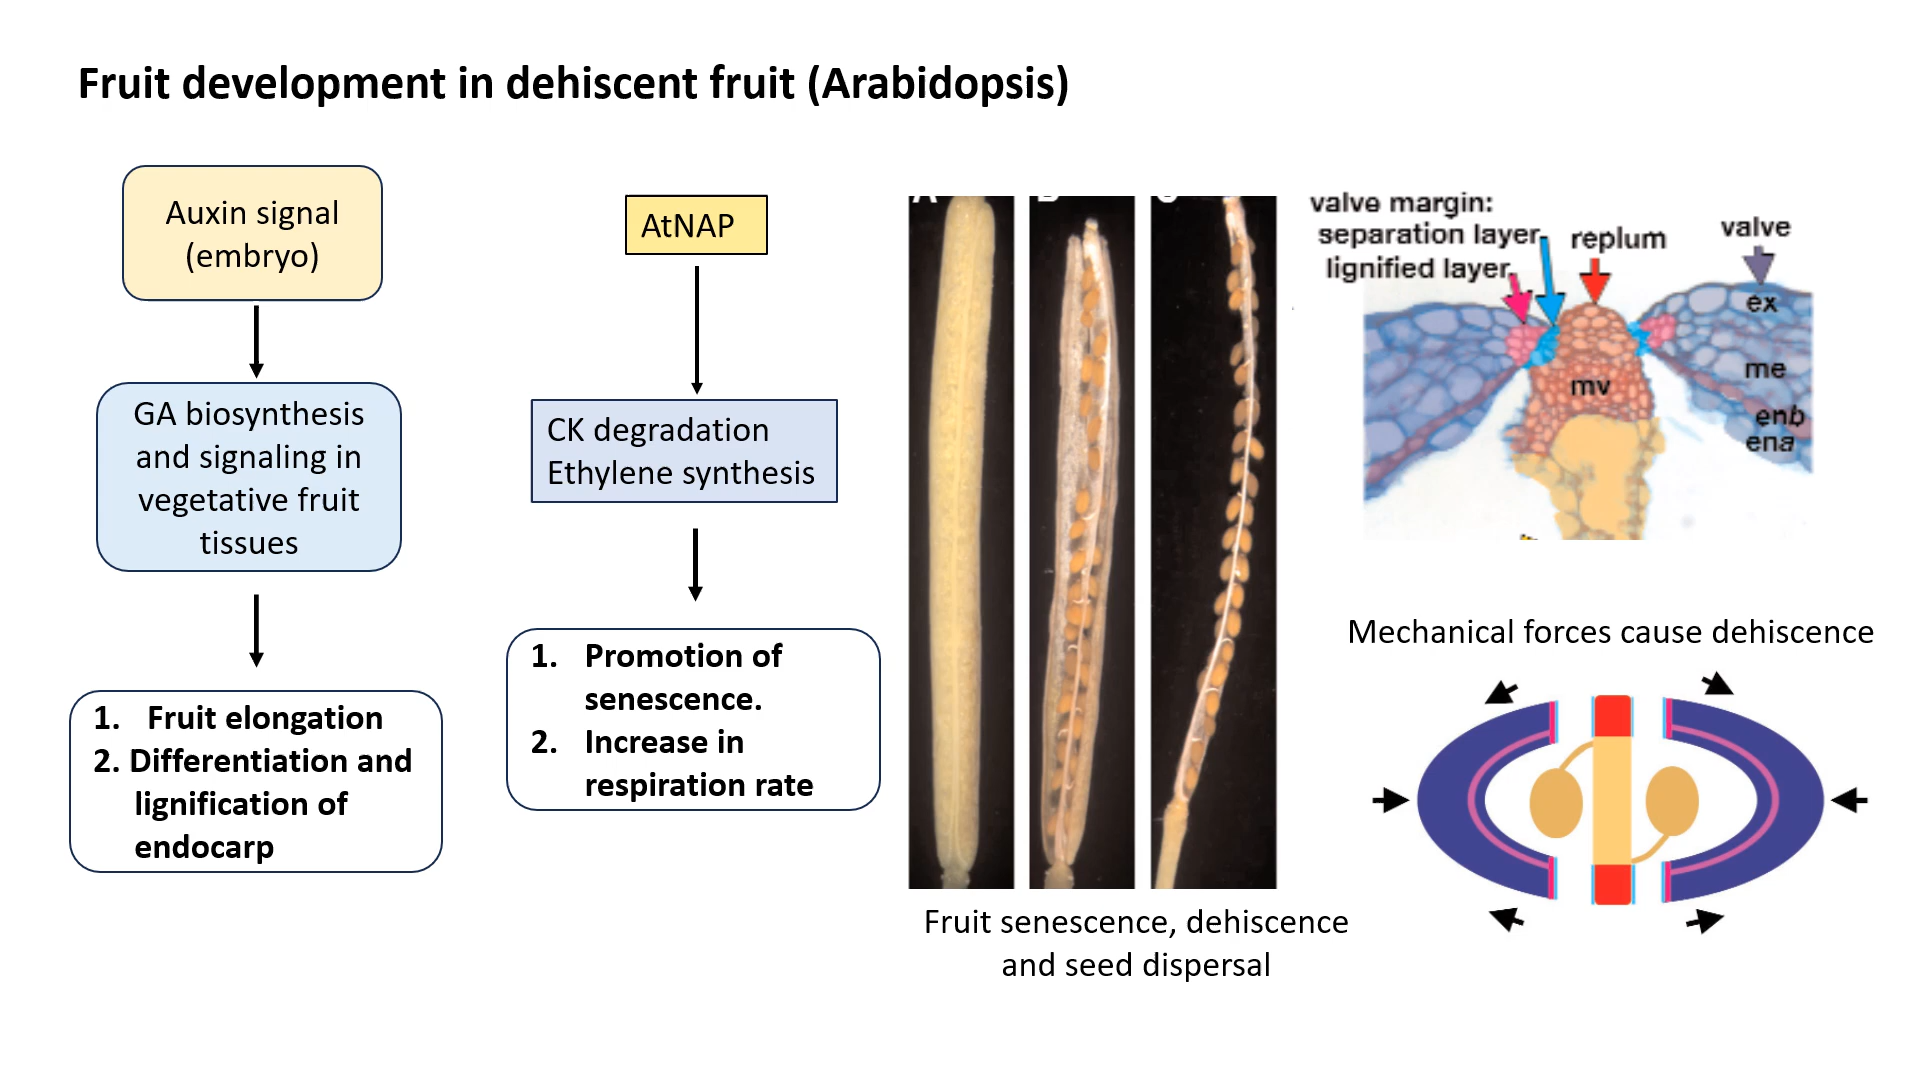 Fruit development in dehiscent fruit (Arabidopsis)
Auxin signal
(embryo)
GA biosynthesis
and signaling in
vegetative fruit
tissues
1. Fruit elongation
2. Differentiation and
lignification of
endocarp
AtNAP
CK degradation
Ethylene synthesis
1. Promotion of
senescence.
2. Increase in
respiration rate
A B C
Fruit senescence, dehiscence
and seed dispersal
valve margin:
separation layer
lignified layer
replum
valve
ex
me
mv
enb
ena
Mechanical forces cause dehiscence